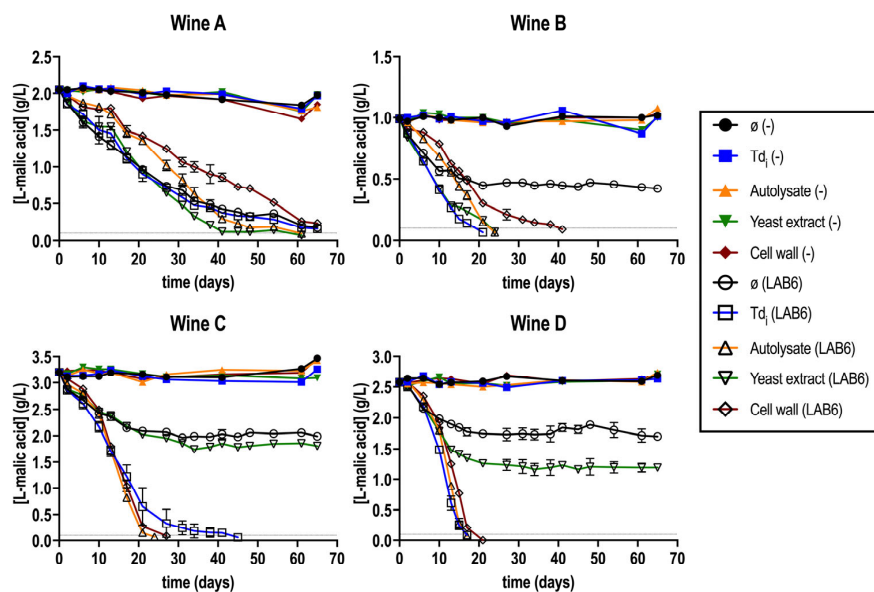 Wine A
Wine B
[L-malic acid] (g/L)
2.5
2.0
1.5
1.0
0.5
0.0
0 10 20 30 40 50 60 70
time (days)
[L-malic acid] (g/L)
1.5
1.0
0.5
0.0
0 10 20 30 40 50 60 70
time (days)
Wine C
Wine D
[L-malic acid] (g/L)
3.5
3.0
2.5
2.0
1.5
1.0
0.5
0.0
0 10 20 30 40 50 60 70
time (days)
[L-malic acid] (g/L)
3.0
2.5
2.0
1.5
1.0
0.5
0.0
0 10 20 30 40 50 60 70
time (days)
ø (-)
Tdi (-)
Autolysate (-)
Yeast extract (-)
Cell wall (-)
ø (LAB6)
Tdi (LAB6)
Autolysate (LAB6)
Yeast extract (LAB6)
Cell wall (LAB6)